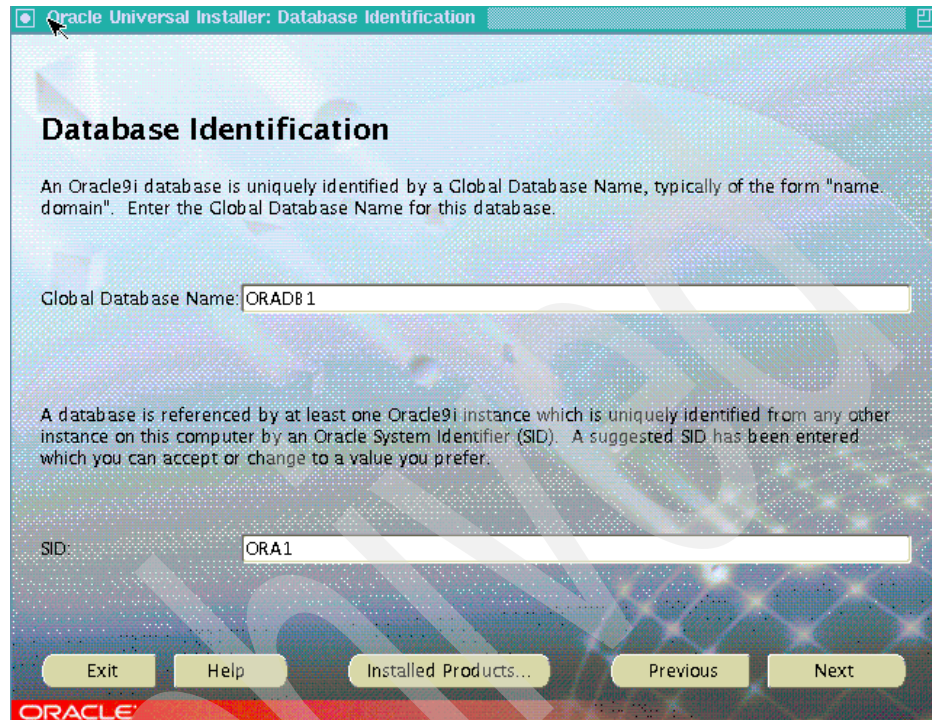 Oracle Universal Installer: Database Identification
Database Identification
An Oracle9i database is uniquely identified by a Global Database Name, typically of the form "name.
domain".  Enter the Global Database Name for this database.
Global Database Name: ORADB1
A database is referenced by at least one Oracle9i instance which is uniquely identified from any other
instance on this computer by an Oracle System Identifier (SID).  A suggested SID has been entered
which you can accept or change to a value you prefer.
SID: ORA1
Exit Help Installed Products... Previous Next
ORACLE